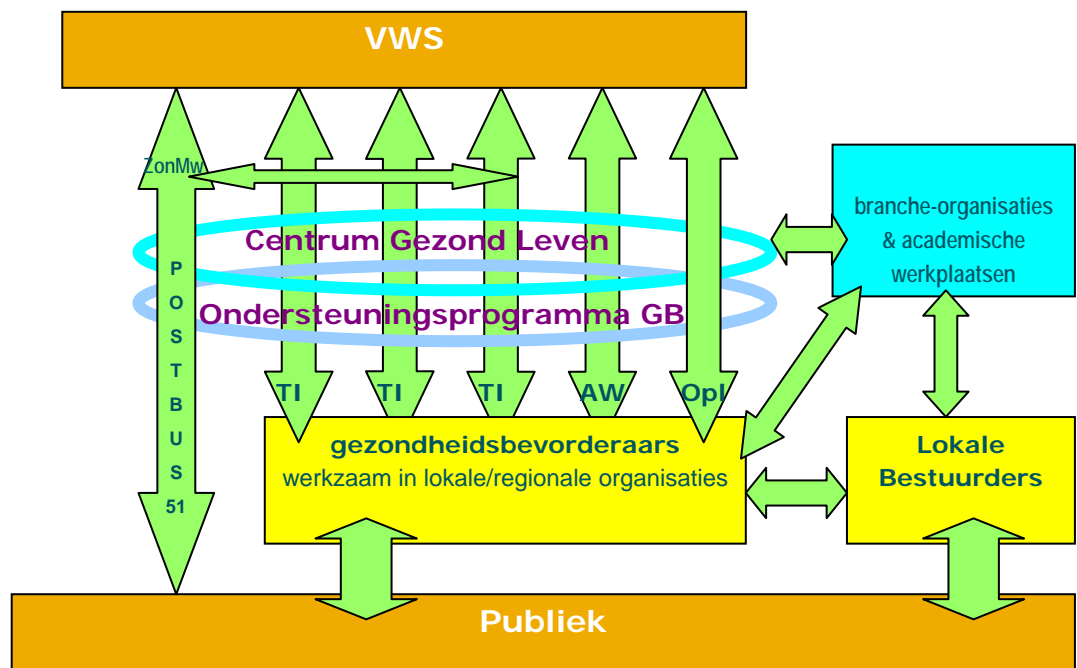 VWS
ZonMw
branche-organisaties
& academische
werkplaatsen
Centrum Gezond Leven
Ondersteuningsprogramma GB
P
O
S
T
B
U
S
51
TI
TI
TI
AW
Opl
gezondheidsbevorderaars
werkzaam in lokale/regionale organisaties
Lokale
Bestuurders
Publiek